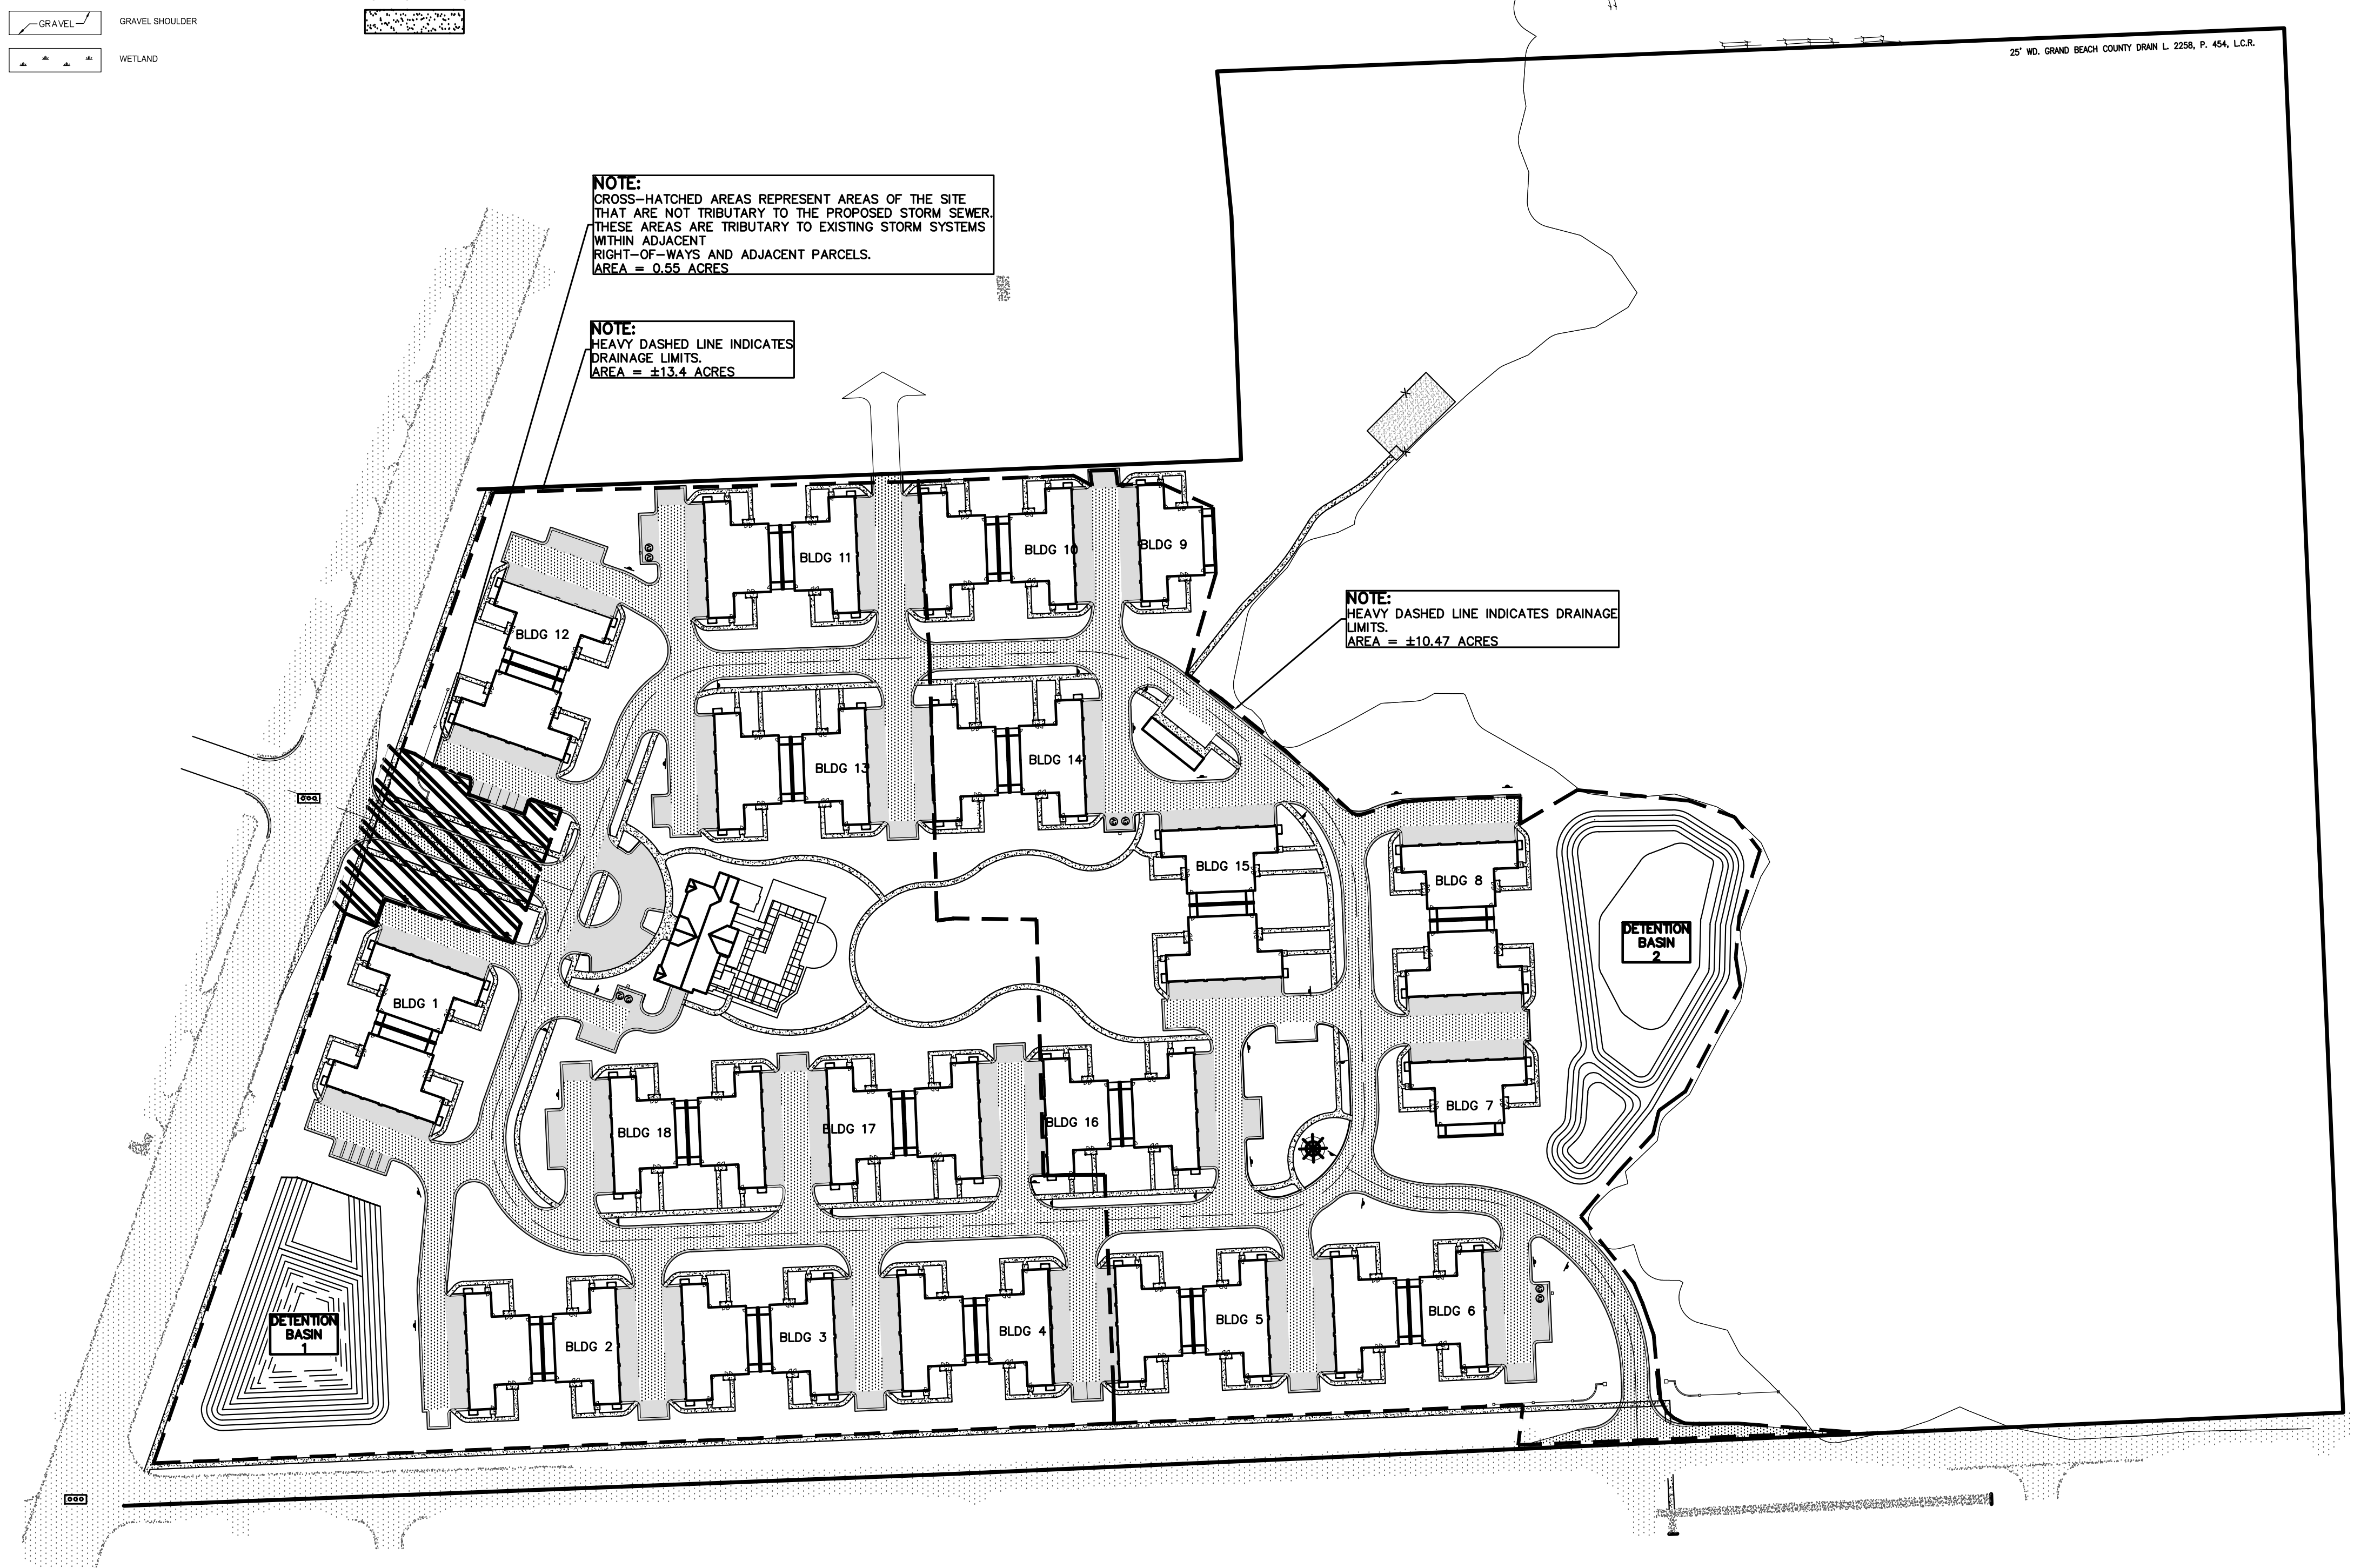 GRAVEL
GRAVEL SHOULDER
WETLAND
25' WD. GRAND BEACH COUNTY DRAIN L. 2258, P. 454, L.C.R.
NOTE:
CROSS-HATCHED AREAS REPRESENT AREAS OF THE SITE
THAT ARE NOT TRIBUTARY TO THE PROPOSED STORM SEWER.
THESE AREAS ARE TRIBUTARY TO EXISTING STORM SYSTEMS
WITHIN ADJACENT
RIGHT-OF-WAYS AND ADJACENT PARCELS.
AREA = 0.55 ACRES
NOTE:
HEAVY DASHED LINE INDICATES
DRAINAGE LIMITS.
AREA = ±13.4 ACRES
BLDG 11
BLDG 10
BLDG 9
BLDG 12
NOTE:
HEAVY DASHED LINE INDICATES DRAINAGE
LIMITS.
AREA = ±10.47 ACRES
BLDG 13
BLDG 14
BLDG 15
BLDG 8
DETENTION
BASIN
2
BLDG 1
BLDG 18
BLDG 17
BLDG 16
BLDG 7
DETENTION
BASIN
1
BLDG 2
BLDG 3
BLDG 4
BLDG 5
BLDG 6